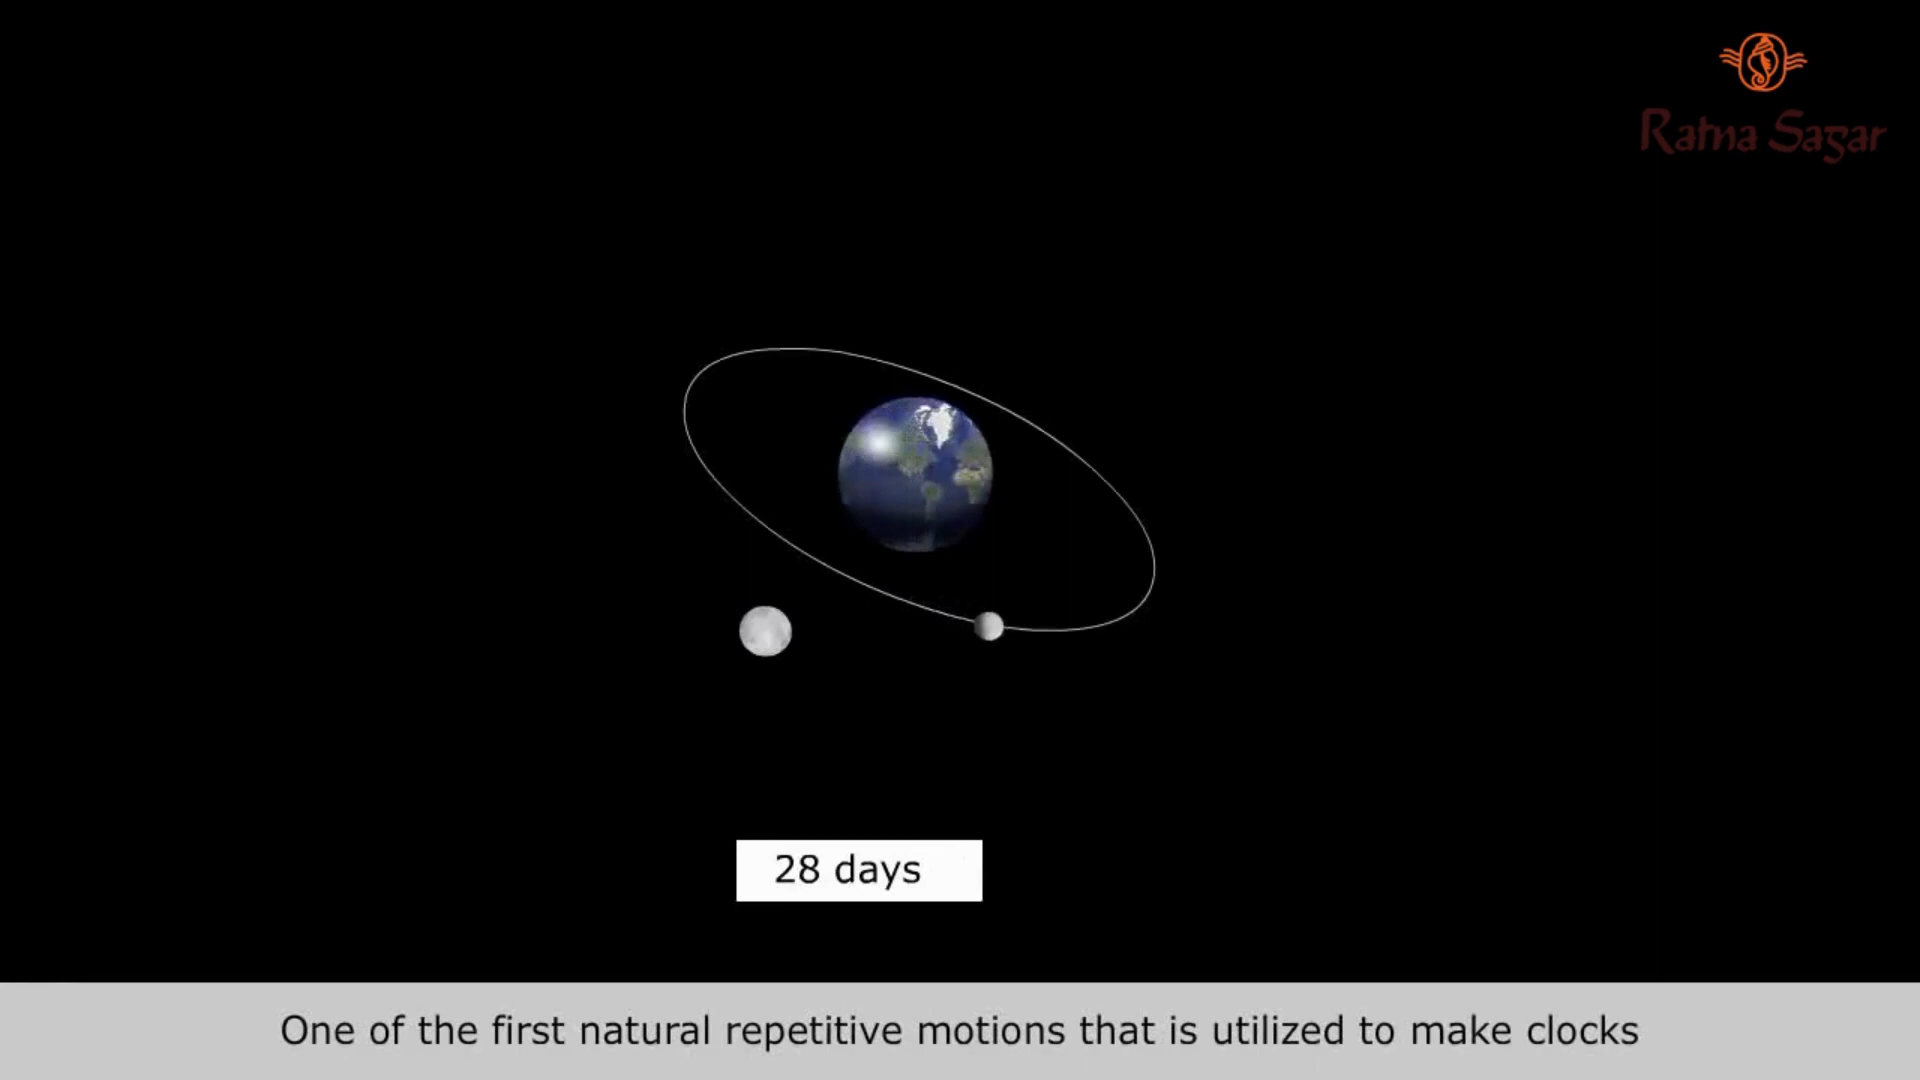 Ratna Sagar
28 days
One of the first natural repetitive motions that is utilized to make clocks